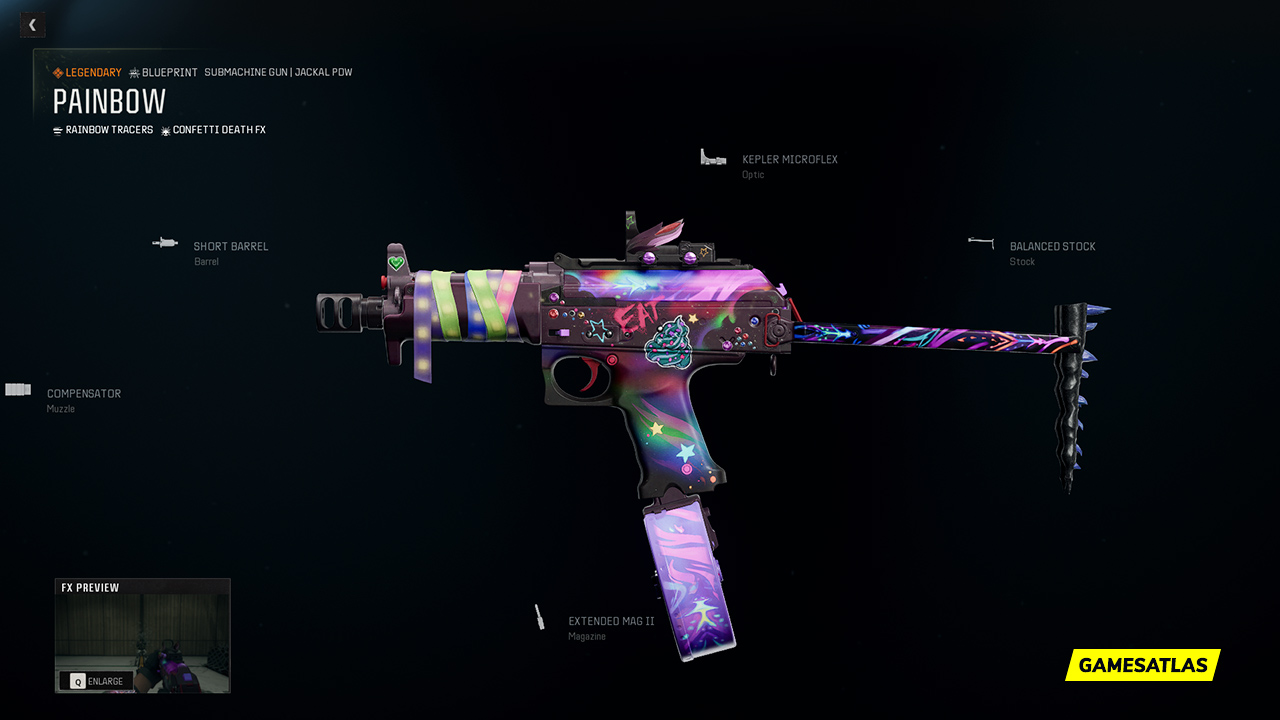 LEGENDARY BLUEPRINT SUBMACHINE GUN | JACKAL PDW
PAINBOW
RAINBOW TRACERS CONFETTI DEATH FX
KEPLER MICROFLEX
Optic
SHORT BARREL
Barrel
BALANCED STOCK
Stock
EAT
COMPENSATOR
Muzzle
FX PREVIEW
Q ENLARGE
EXTENDED MAG II
Magazine
GAMESATLAS